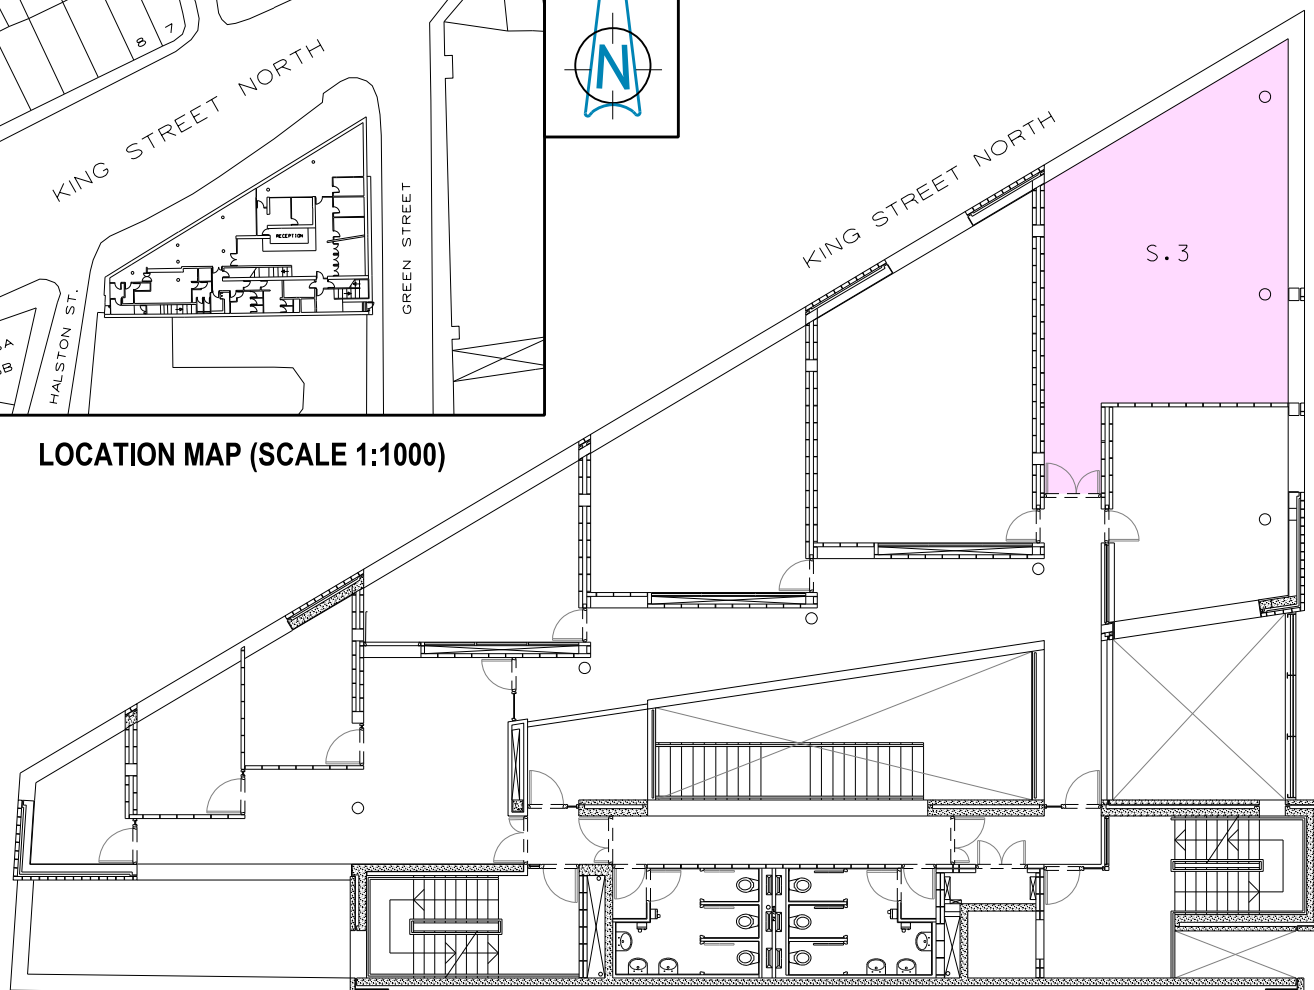 8 7
KING STREET NORTH
N
RECEPTION
GREEN STREET
HALSTON ST.
A
B
LOCATION MAP (SCALE 1:1000)
KING STREET NORTH
S.3